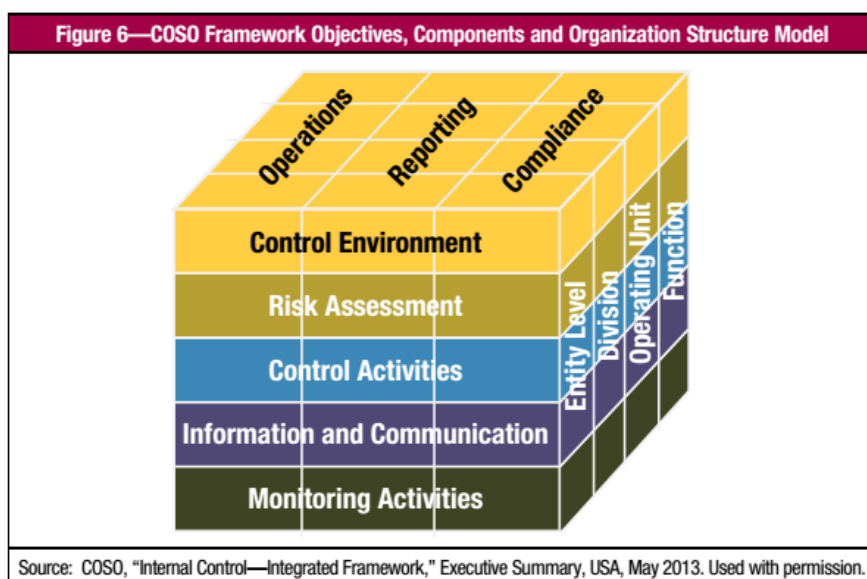 Figure 6—COSO Framework Objectives, Components and Organization Structure Model
Operations
Reporting
Compliance
Control Environment
Risk Assessment
Control Activities
Information and Communication
Monitoring Activities
Entity Level
Division
Operating Unit
Function
Source: COSO, “Internal Control—Integrated Framework,” Executive Summary, USA, May 2013. Used with permission.